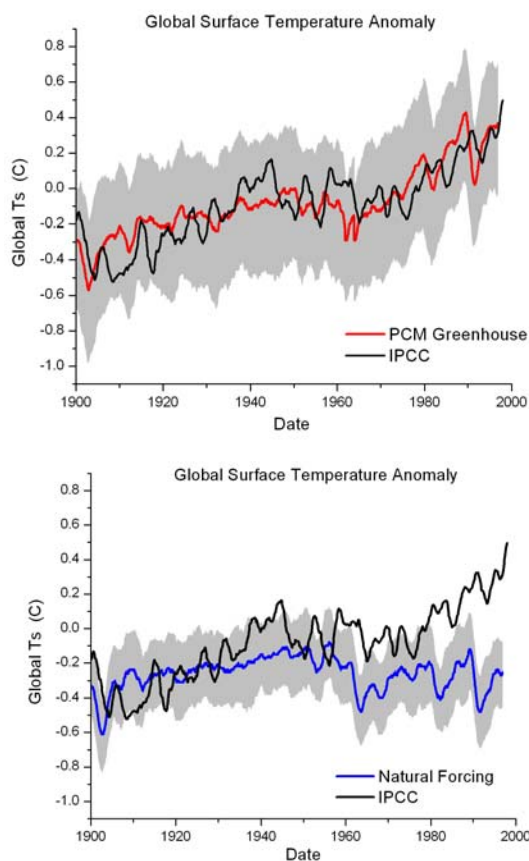 Global Surface Temperature Anomaly
0.8
0.6
0.4
0.2
0.0
-0.2
-0.4
-0.6
-0.8
-1.0
Global Ts (C)
PCM Greenhouse
IPCC
1900 1920 1940 1960 1980 2000
Date
Global Surface Temperature Anomaly
0.8
0.6
0.4
0.2
0.0
-0.2
-0.4
-0.6
-0.8
-1.0
Global Ts (C)
Natural Forcing
IPCC
1900 1920 1940 1960 1980 2000
Date